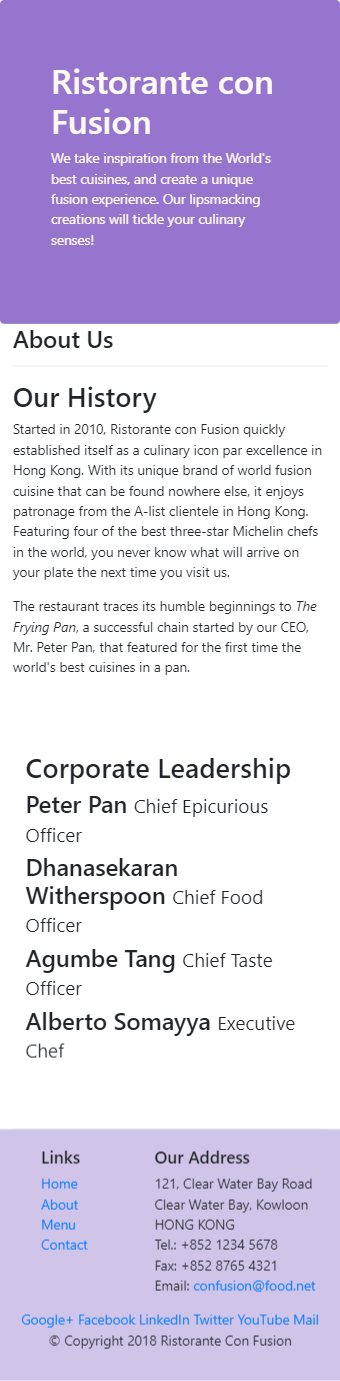 Ristorante con
Fusion
We take inspiration from the World's
best cuisines, and create a unique
fusion experience. Our lipsmacking
creations will tickle your culinary
senses!
About Us
Our History
Started in 2010, Ristorante con Fusion quickly
established itself as a culinary icon par excellence in
Hong Kong. With its unique brand of world fusion
cuisine that can be found nowhere else, it enjoys
patronage from the A-list clientele in Hong Kong.
Featuring four of the best three-star Michelin chefs
in the world, you never know what will arrive on
your plate the next time you visit us.
The restaurant traces its humble beginnings to The
Frying Pan, a successful chain started by our CEO,
Mr. Peter Pan, that featured for the first time the
world's best cuisines in a pan.
Corporate Leadership
Peter Pan Chief Epicurious
Officer
Dhanasekaran
Witherspoon Chief Food
Officer
Agumbe Tang Chief Taste
Officer
Alberto Somayya Executive
Chef
Links
Home
About
Menu
Contact
Our Address
121, Clear Water Bay Road
Clear Water Bay, Kowloon
HONG KONG
Tel.: +852 1234 5678
Fax: +852 8765 4321
Email: confusion@food.net
Google+ Facebook LinkedIn Twitter YouTube Mail
© Copyright 2018 Ristorante Con Fusion